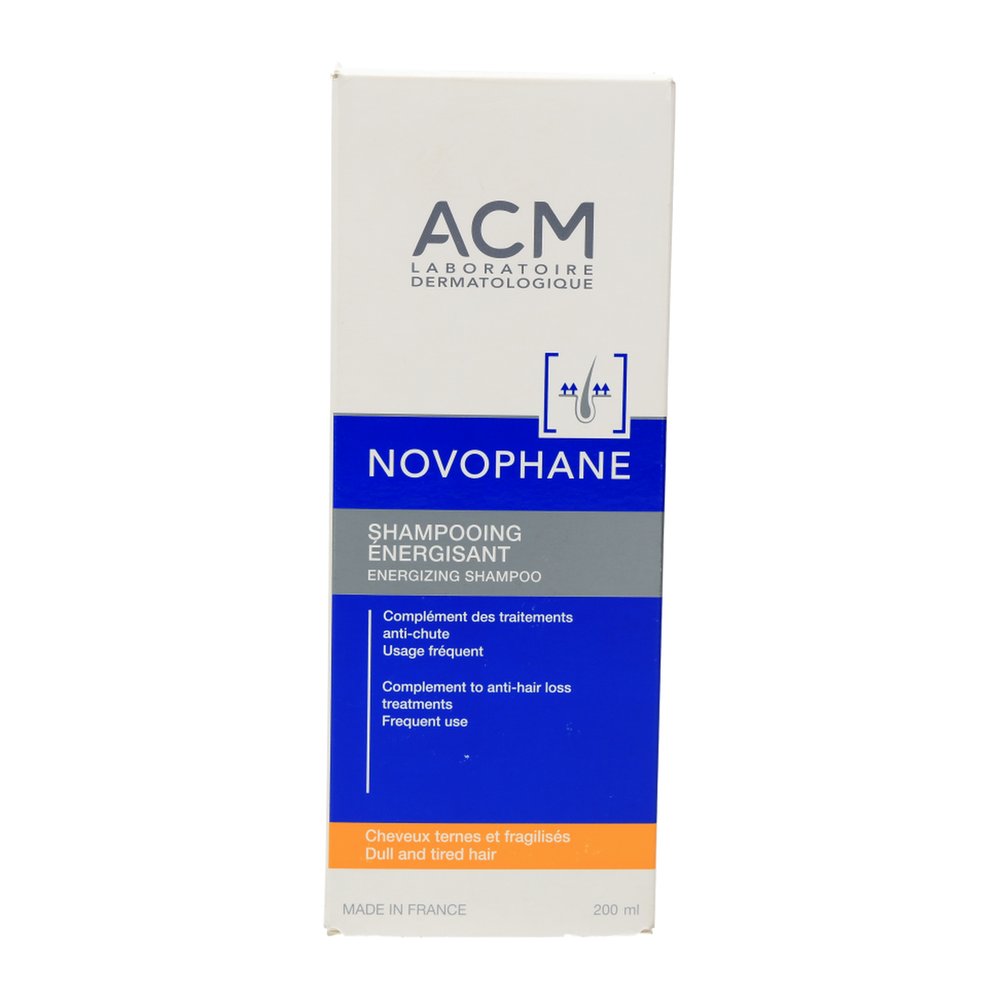 ACM
LABORATOIRE
DERMATOLOGIQUE
NOVOPHANE
SHAMPOOING
ÉNERGISANT
ENERGIZING SHAMPOO
Complément des traitements
anti-chute
Usage fréquent
Complement to anti-hair loss
treatments
Frequent use
Cheveux ternes et fragilisés
Dull and tired hair
MADE IN FRANCE 200 ml